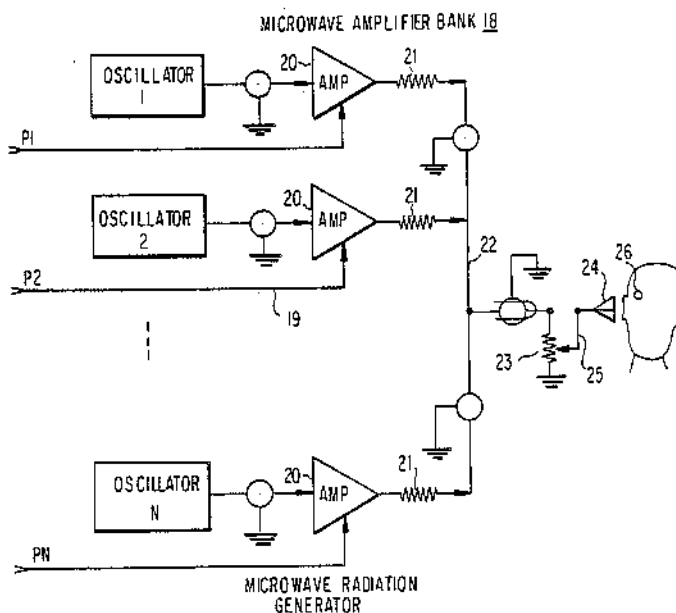 MICROWAVE AMPLIFIER BANK 18
OSCILLATOR
1
20
AMP
21
P1
OSCILLATOR
2
20
AMP
21
22
P2
19
24
26
23
25
OSCILLATOR
N
20
AMP
21
PN
MICROWAVE RADIATION
GENERATOR